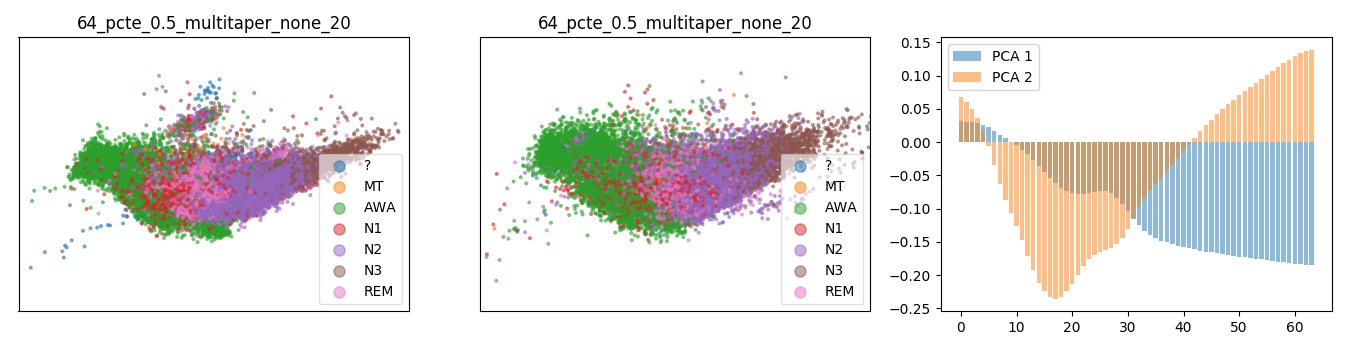 64_pcte_0.5_multitaper_none_20
?
MT
AWA
N1
N2
N3
REM
64_pcte_0.5_multitaper_none_20
?
MT
AWA
N1
N2
N3
REM
PCA 1
PCA 2
0.15
0.10
0.05
0.00
−0.05
−0.10
−0.15
−0.20
−0.25
0 10 20 30 40 50 60